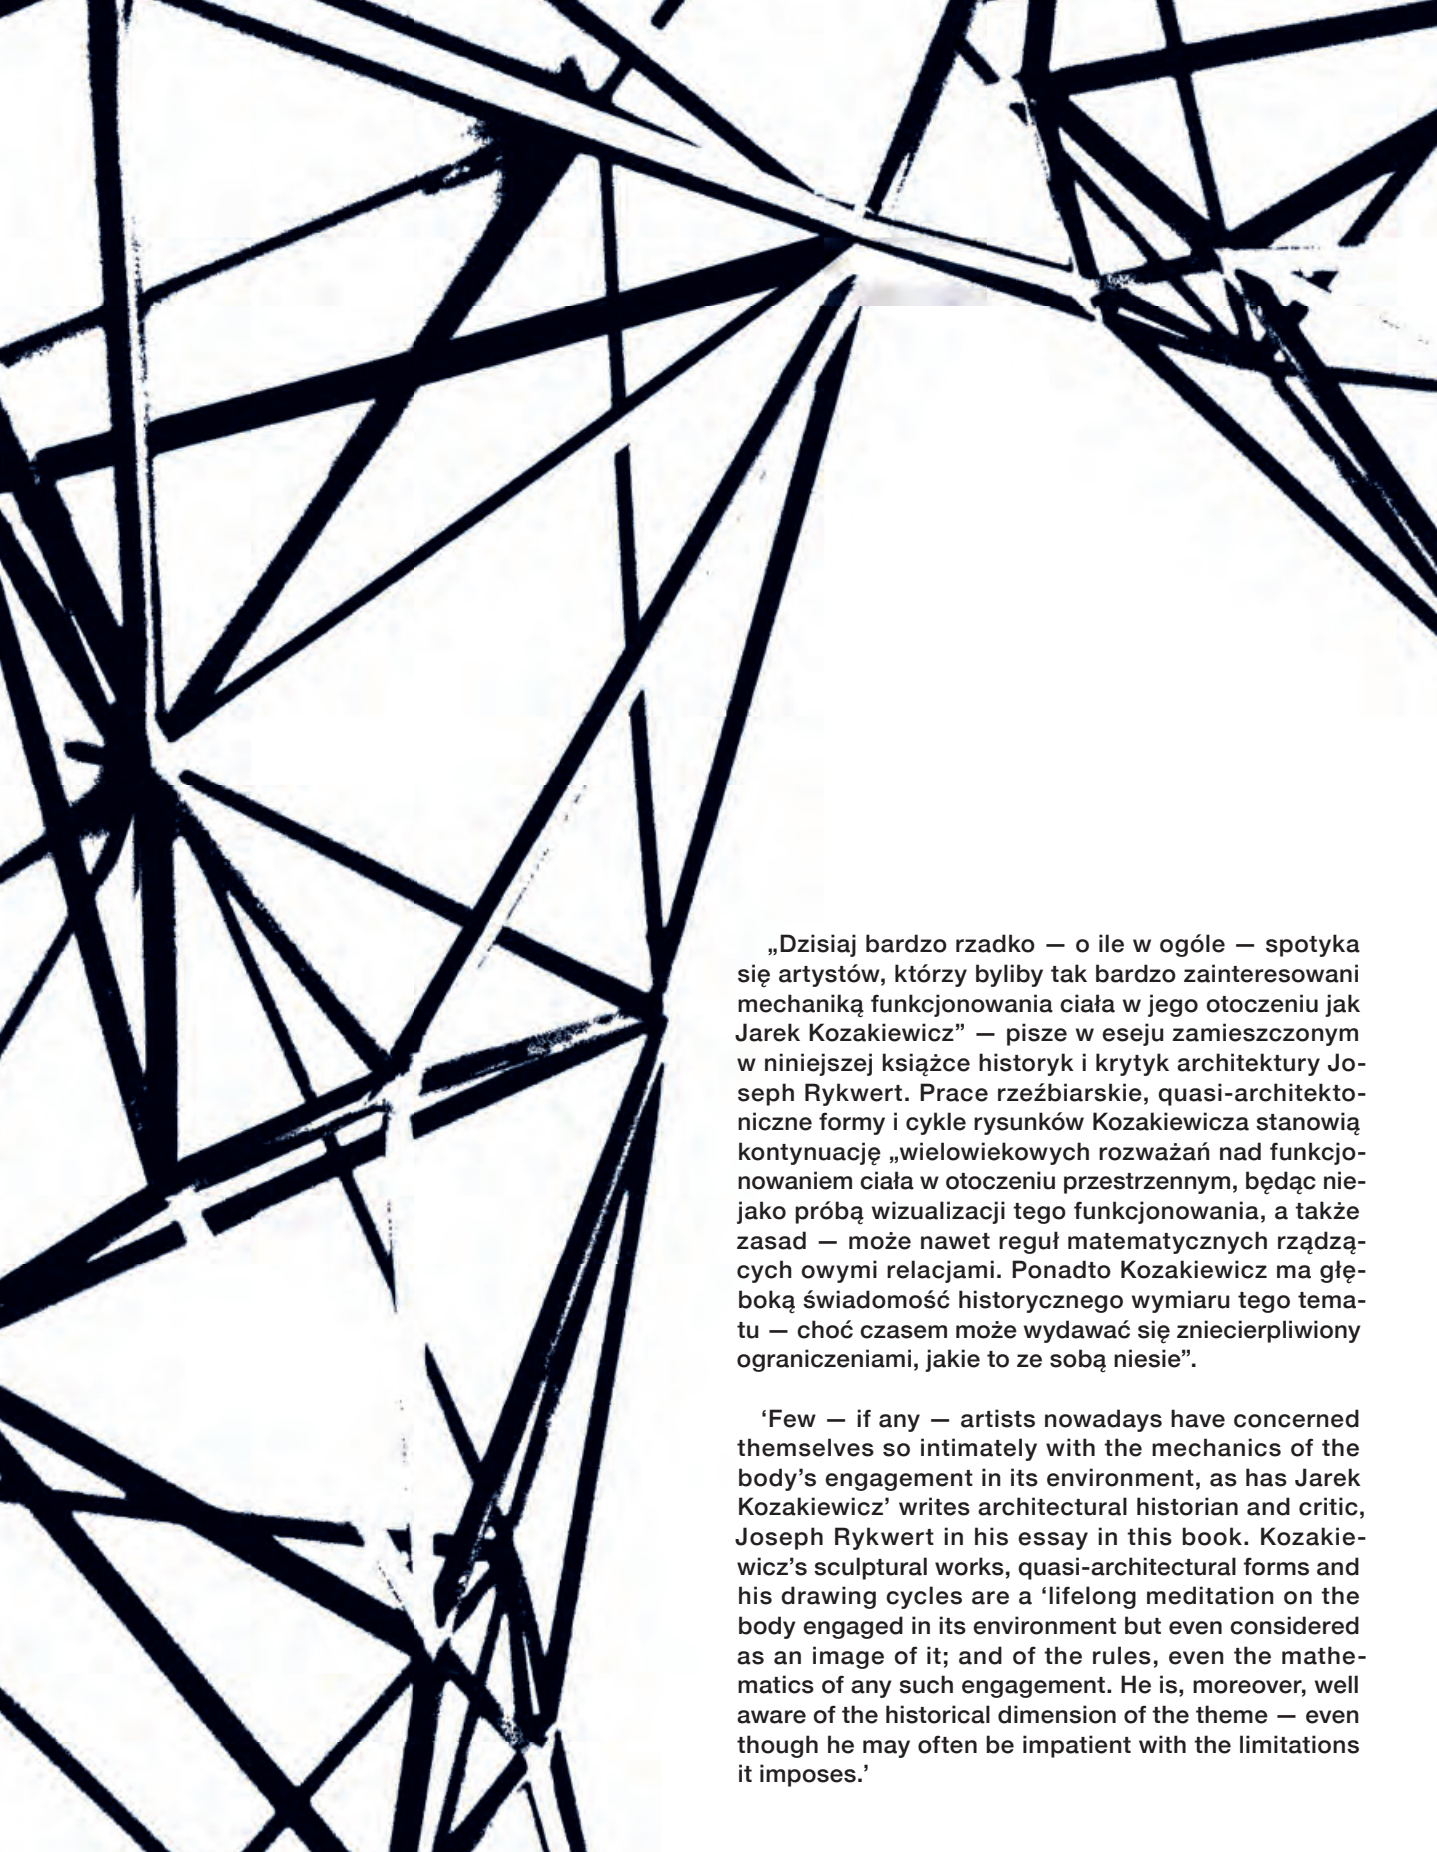 „Dzisiaj bardzo rzadko — o ile w ogóle — spotyka
się artystów, którzy byliby tak bardzo zainteresowani
mechaniką funkcjonowania ciała w jego otoczeniu jak
Jarek Kozakiewicz” — pisze w eseju zamieszczonym
w niniejszej książce historyk i krytyk architektury Jo-
seph Rykwert. Prace rzeźbiarskie, quasi-architekto-
niczne formy i cykle rysunków Kozakiewicza stanowią
kontynuację „wielowiekowych rozważań nad funkcjo-
nowaniem ciała w otoczeniu przestrzennym, będąc nie-
jako próbą wizualizacji tego funkcjonowania, a także
zasad — może nawet reguł matematycznych rządzą-
cych owymi relacjami. Ponadto Kozakiewicz ma głę-
boką świadomość historycznego wymiaru tego tema-
tu — choć czasem może wydawać się zniecierpliwiony
ograniczeniami, jakie to ze sobą niesie”.
‘Few — if any — artists nowadays have concerned
themselves so intimately with the mechanics of the
body’s engagement in its environment, as has Jarek
Kozakiewicz’ writes architectural historian and critic,
Joseph Rykwert in his essay in this book. Kozakie-
wicz’s sculptural works, quasi-architectural forms and
his drawing cycles are a ‘lifelong meditation on the
body engaged in its environment but even considered
as an image of it; and of the rules, even the mathe-
matics of any such engagement. He is, moreover, well
aware of the historical dimension of the theme — even
though he may often be impatient with the limitations
it imposes.’